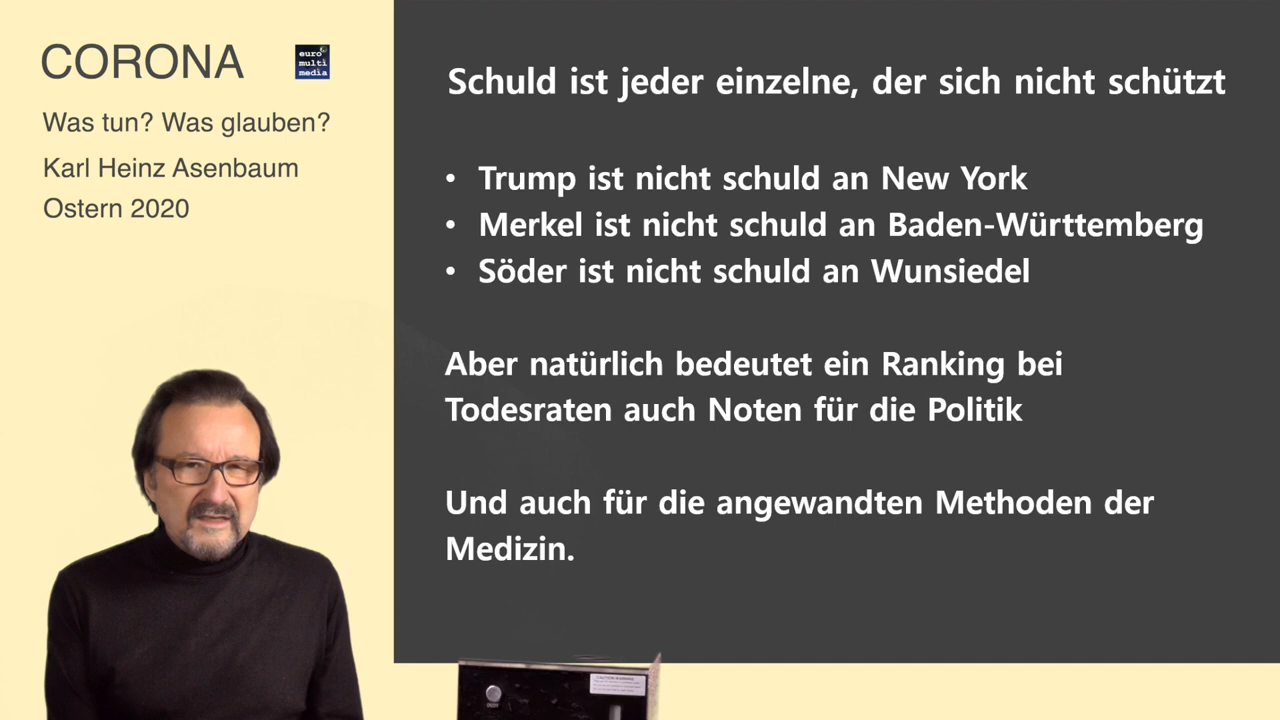 CORONA
euro
multi
media
Was tun? Was glauben?
Karl Heinz Asenbaum
Ostern 2020
Schuld ist jeder einzelne, der sich nicht schützt
• Trump ist nicht schuld an New York
• Merkel ist nicht schuld an Baden-Württemberg
• Söder ist nicht schuld an Wunsiedel
Aber natürlich bedeutet ein Ranking bei
Todesraten auch Noten für die Politik
Und auch für die angewandten Methoden der
Medizin.